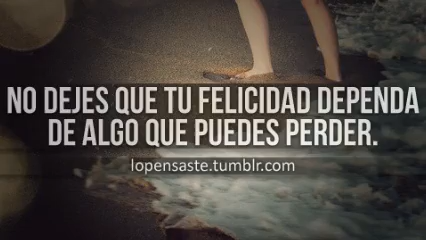 NO DEJES QUE TU FELICIDAD DEPENDA
DE ALGO QUE PUEDES PERDER.
lopensaste.tumblr.com